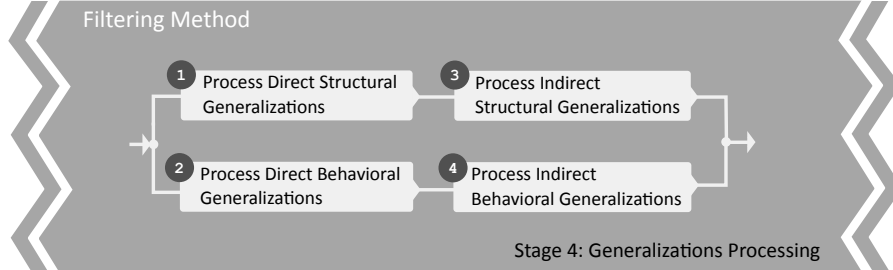 Filtering Method
1
Process Direct Structural
Generalizations
3
Process Indirect
Structural Generalizations
2
Process Direct Behavioral
Generalizations
4
Process Indirect
Behavioral Generalizations
Stage 4: Generalizations Processing